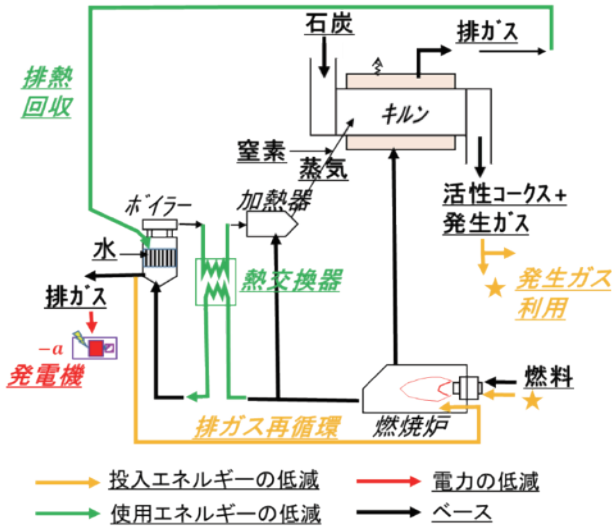 石炭
排ガス
排熱
回収
キルン
窒素
蒸気
加熱器
ボイラー
活性コークス+
発生ガス
水
熱交換器
発生ガス
利用
排ガス
-a
発電機
燃料
排ガス再循環
燃焼炉
投入エネルギーの低減
電力の低減
使用エネルギーの低減
ベース